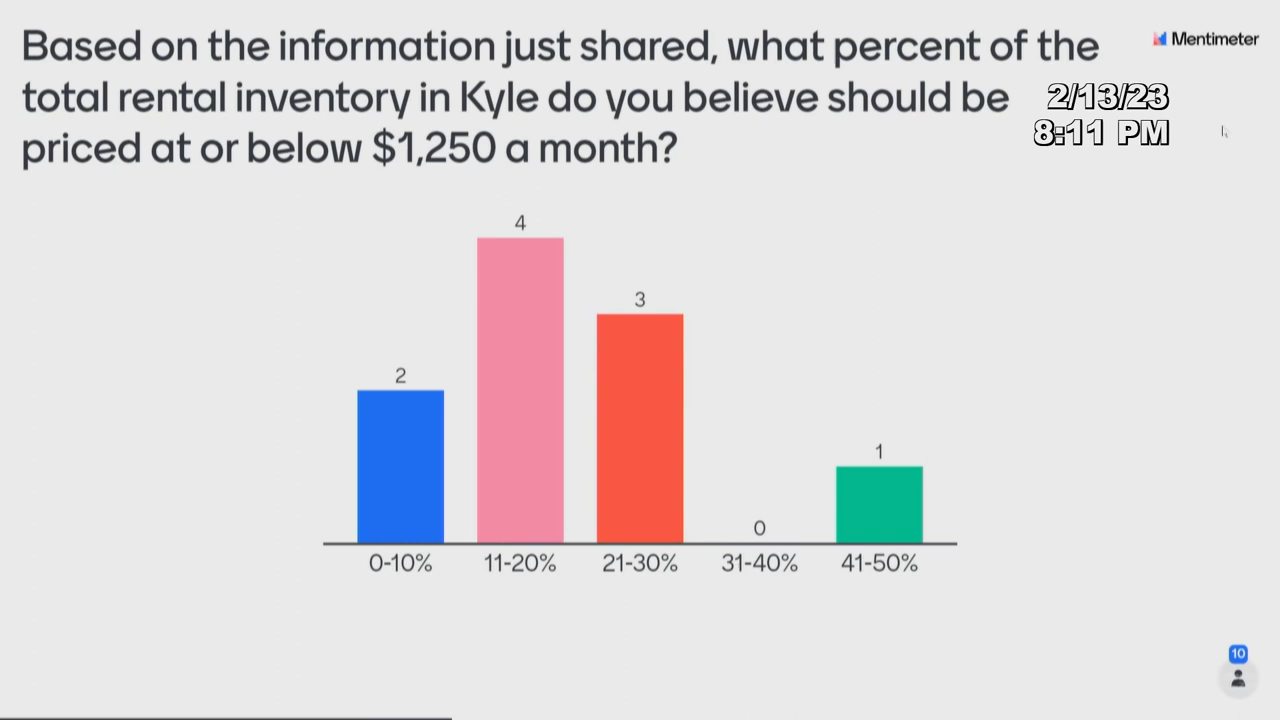 Based on the information just shared, what percent of the
total rental inventory in Kyle do you believe should be
priced at or below $1,250 a month?
Mentimeter
2/13/23
8:11 PM
4
3
2
1
0
0-10%
11-20%
21-30%
31-40%
41-50%
10